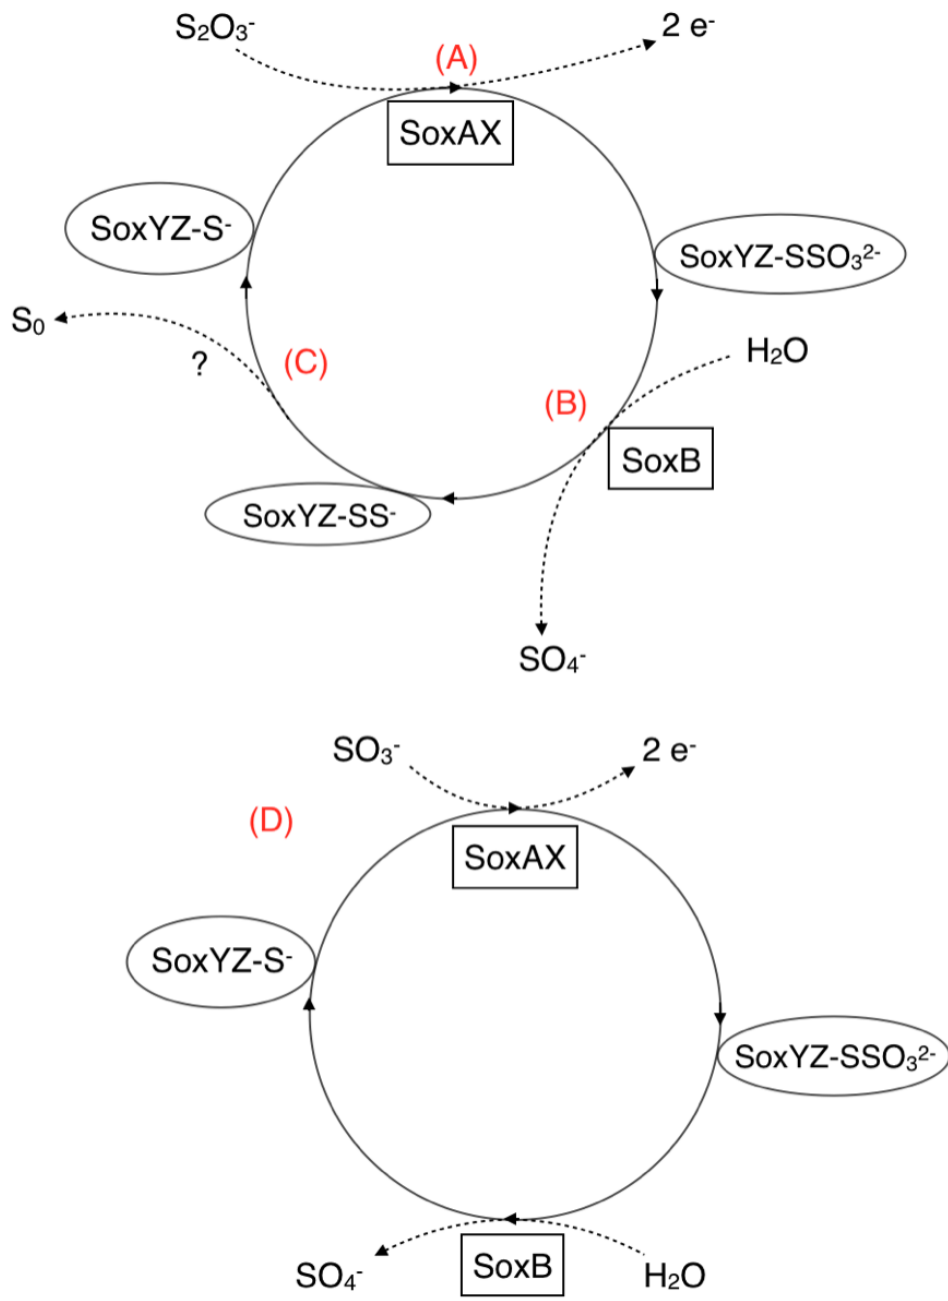 S₂O₃⁻
2 e⁻
(A)
SoxAX
SoxYZ-S⁻
SoxYZ-SSO₃²⁻
S₀
?
(C)
H₂O
(B)
SoxB
SoxYZ-SS⁻
SO₄⁻
SO₃⁻
2 e⁻
(D)
SoxAX
SoxYZ-S⁻
SoxYZ-SSO₃²⁻
SO₄⁻
SoxB
H₂O